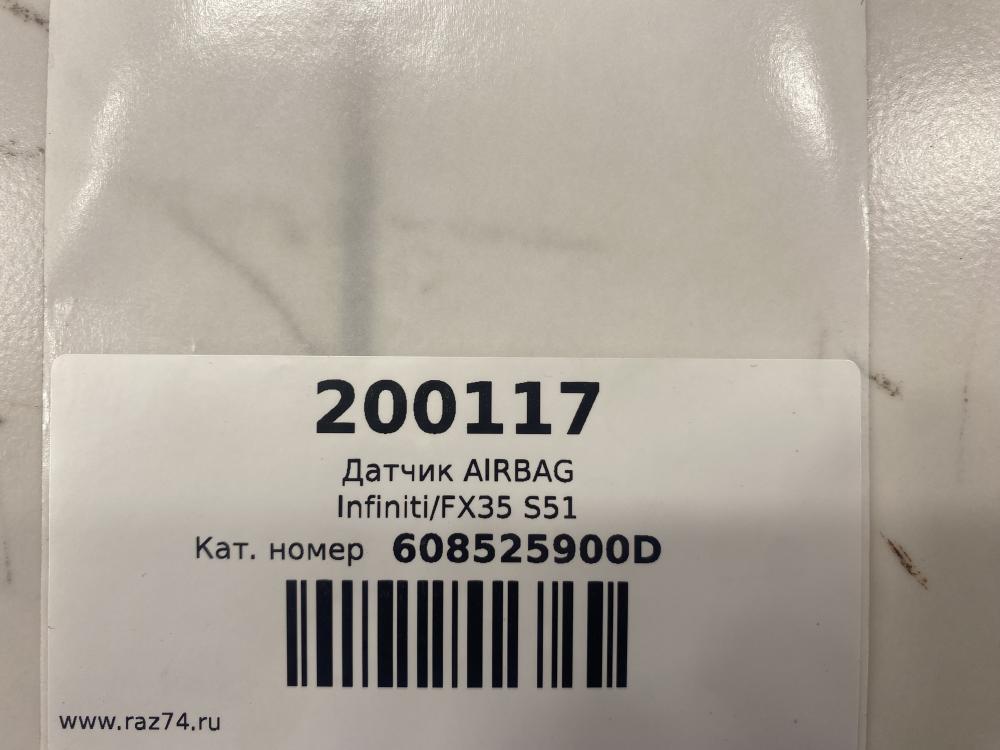 200117
Датчик AIRBAG
Infiniti/FX35 S51
Кат. номер 608525900D
www.raz74.ru